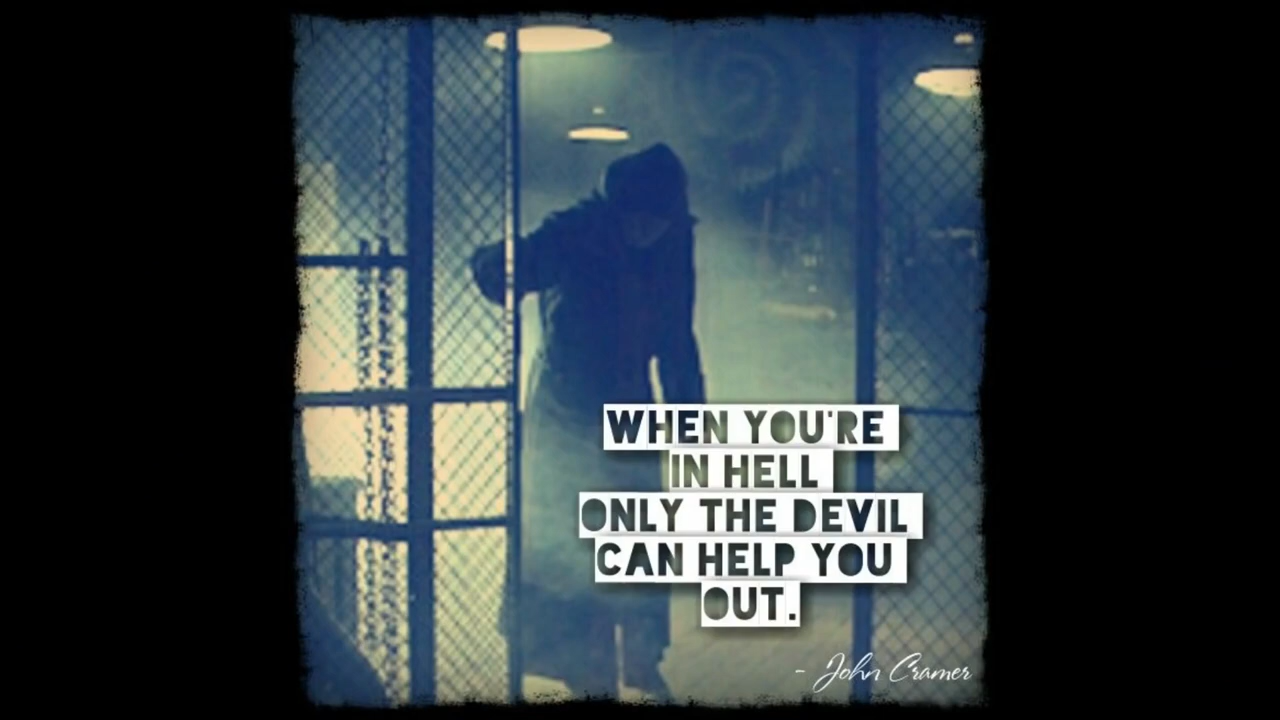 WHEN YOU'RE
IN HELL
ONLY THE DEVIL
CAN HELP YOU
OUT.
- John Cramer